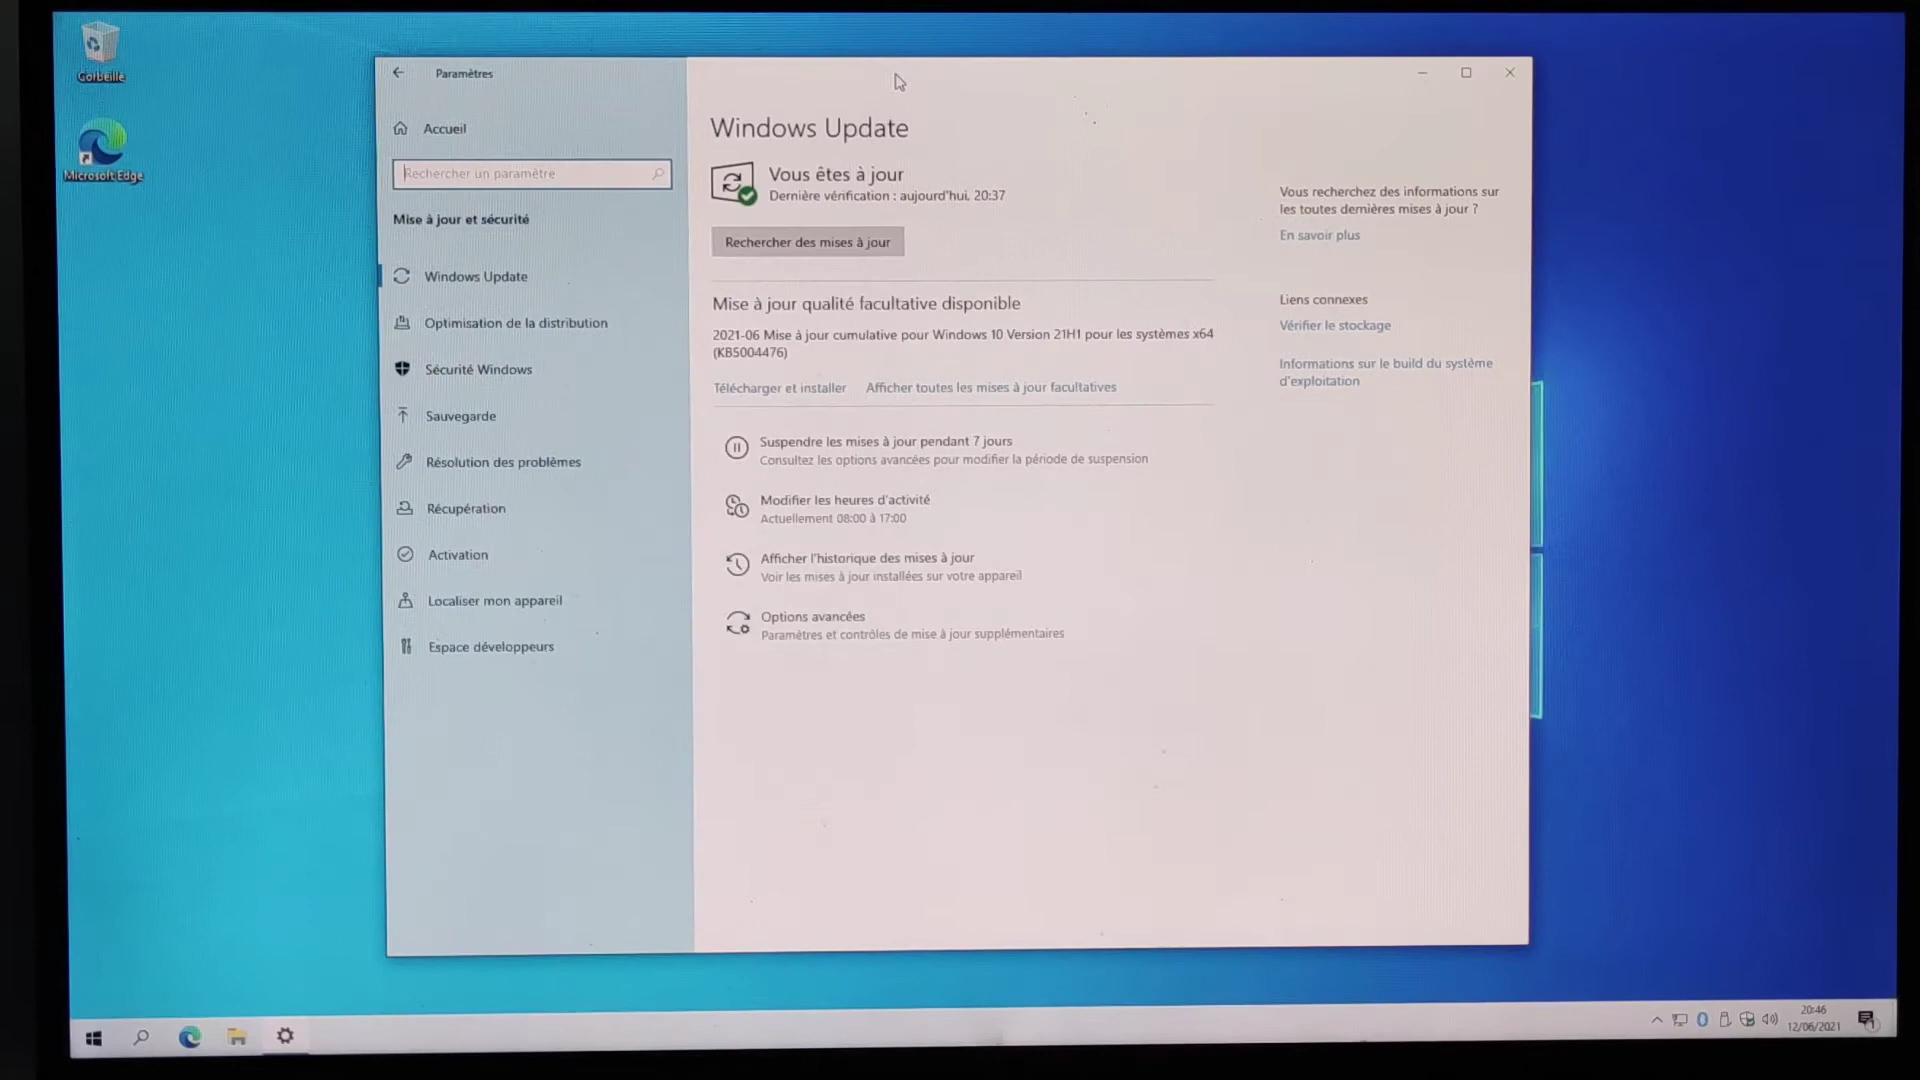 Corbeille
Microsoft Edge
Paramètres
Accueil
Rechercher un paramètre
Mise à jour et sécurité
Windows Update
Optimisation de la distribution
Sécurité Windows
Sauvegarde
Résolution des problèmes
Récupération
Activation
Localiser mon appareil
Espace développeurs
Windows Update
Vous êtes à jour
Dernière vérification : aujourd'hui, 20:37
Rechercher des mises à jour
Mise à jour qualité facultative disponible
2021-06 Mise à jour cumulative pour Windows 10 Version 21H1 pour les systèmes x64
(KB5004476)
Télécharger et installer Afficher toutes les mises à jour facultatives
Suspendre les mises à jour pendant 7 jours
Consultez les options avancées pour modifier la période de suspension
Modifier les heures d'activité
Actuellement 08:00 à 17:00
Afficher l'historique des mises à jour
Voir les mises à jour installées sur votre appareil
Options avancées
Paramètres et contrôles de mise à jour supplémentaires
Vous recherchez des informations sur
les toutes dernières mises à jour ?
En savoir plus
Liens connexes
Vérifier le stockage
Informations sur le build du système
d'exploitation
20:46
12/06/2021
1